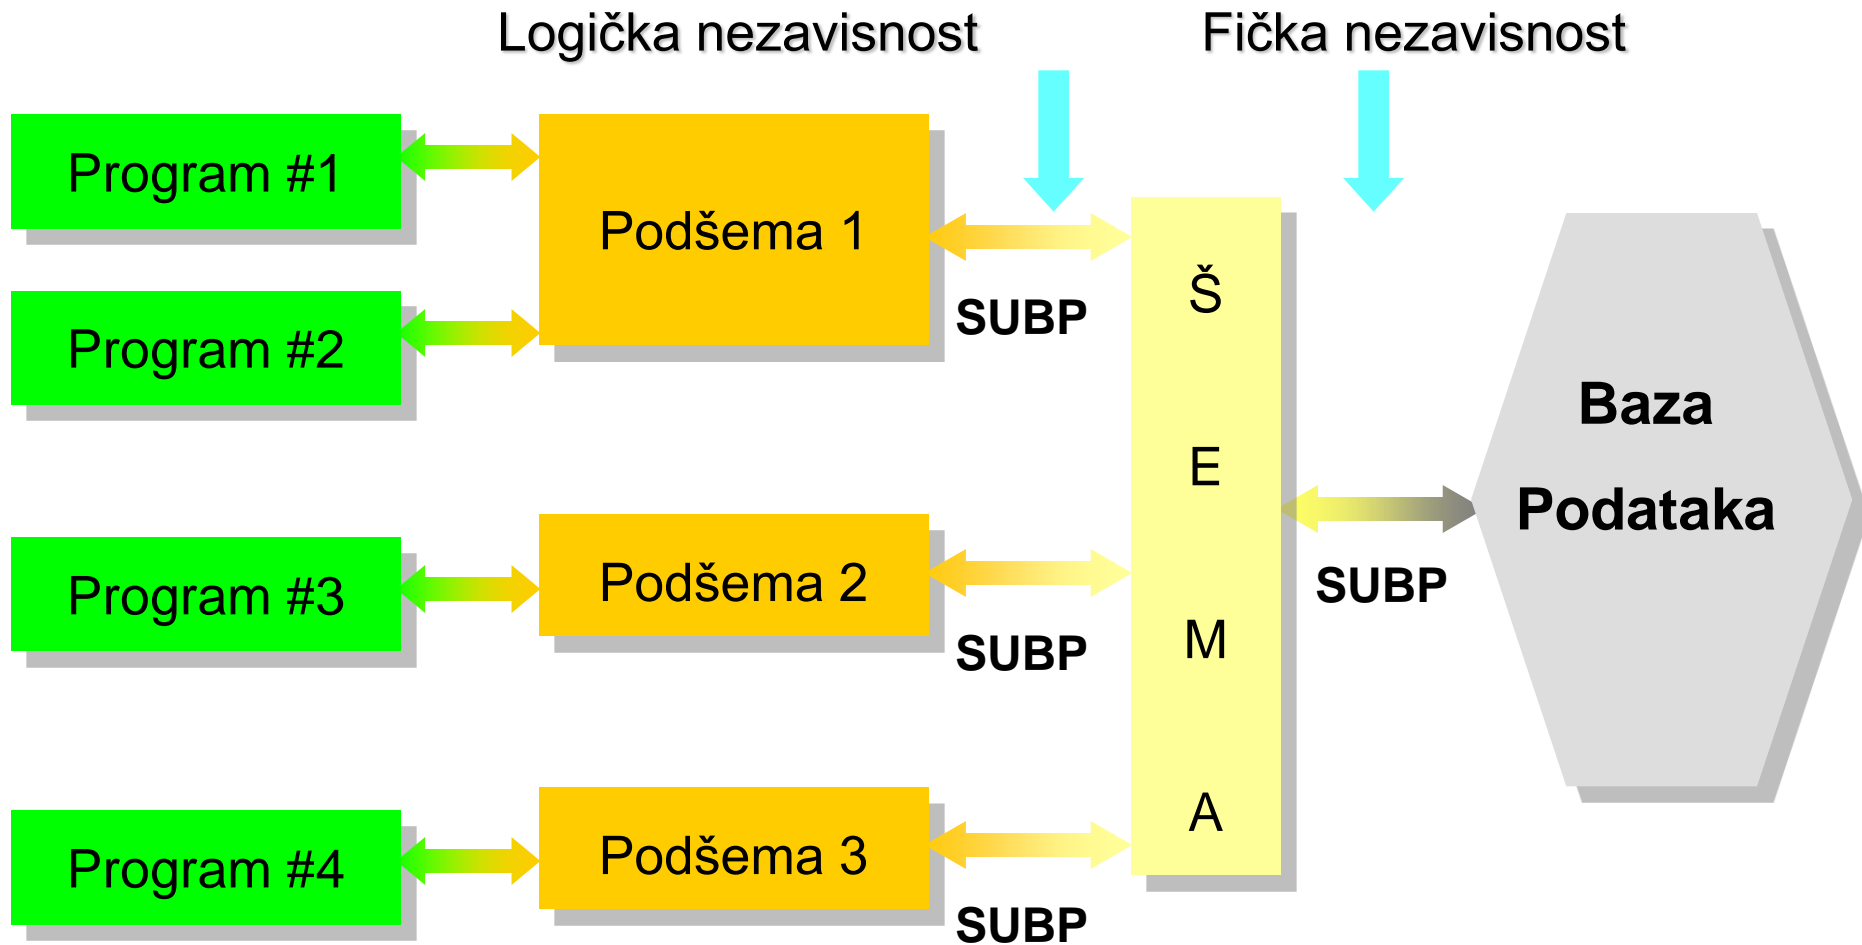 Logička nezavisnost
Fička nezavisnost
Program #1
Podšema 1
Program #2
SUBP
Š
E
M
A
Baza
Podataka
SUBP
Program #3
Podšema 2
SUBP
Program #4
Podšema 3
SUBP